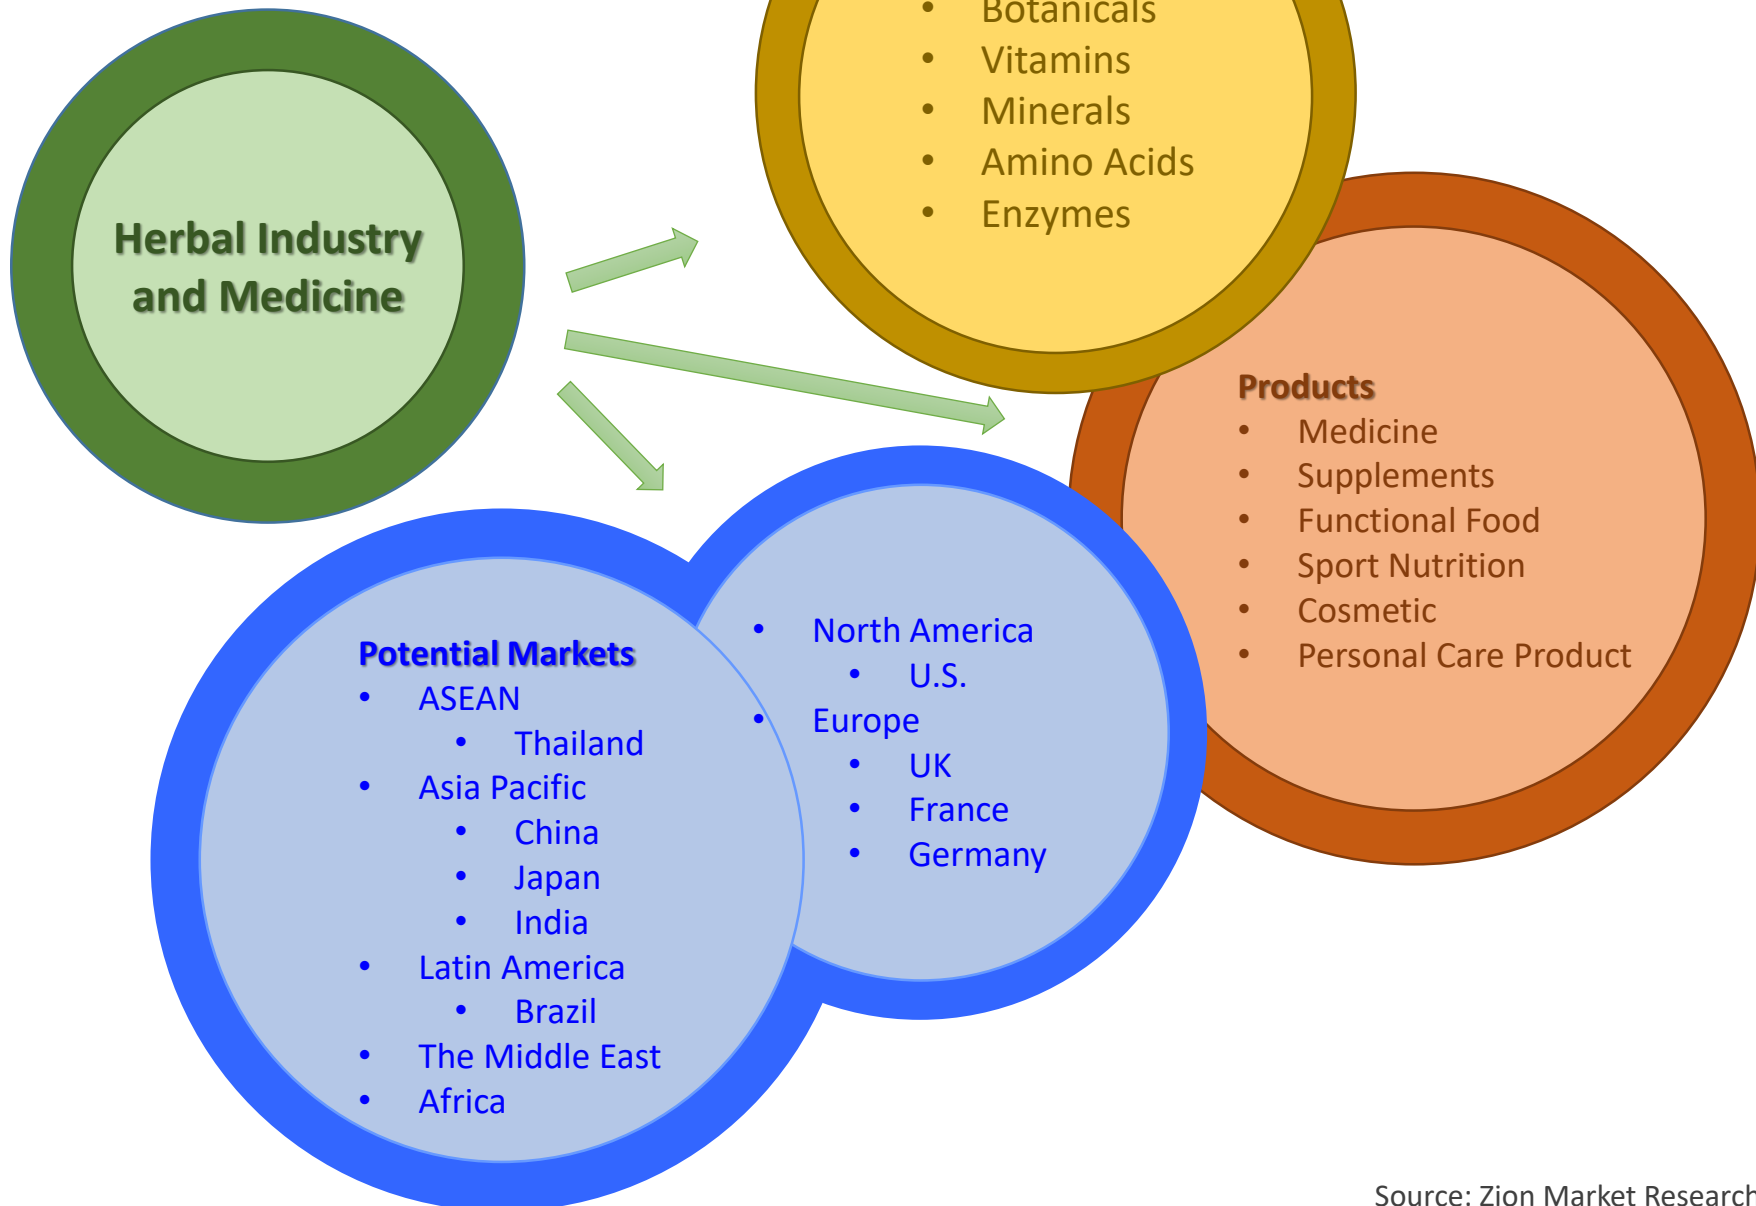 Herbal Industry
and Medicine
• Botanicals
• Vitamins
• Minerals
• Amino Acids
• Enzymes
Products
• Medicine
• Supplements
• Functional Food
• Sport Nutrition
• Cosmetic
• Personal Care Product
Potential Markets
• ASEAN
• Thailand
• Asia Pacific
• China
• Japan
• India
• Latin America
• Brazil
• The Middle East
• Africa
• North America
• U.S.
• Europe
• UK
• France
• Germany
Source: Zion Market Research